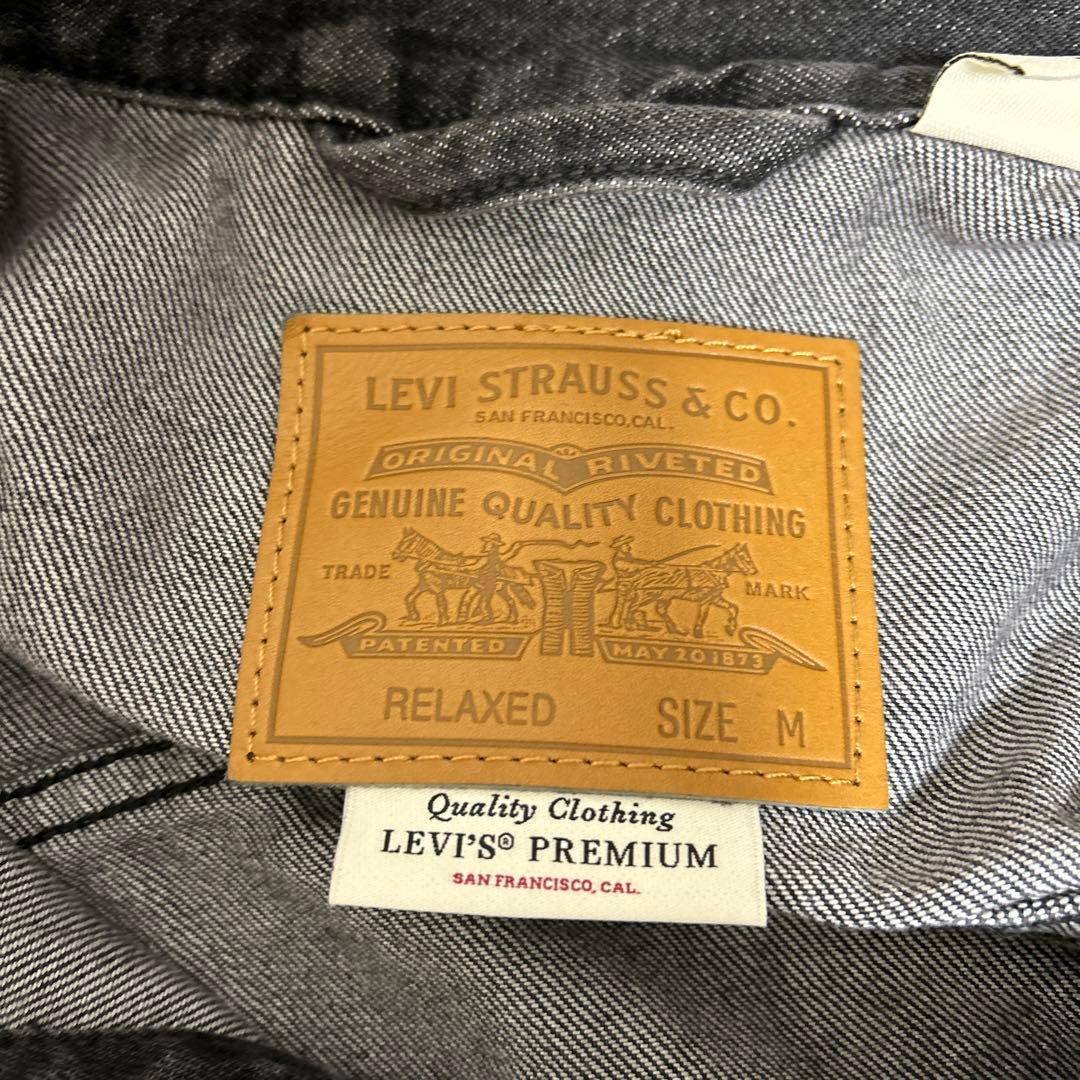 LEVI STRAUSS & CO.
SAN FRANCISCO, CAL.
ORIGINAL RIVETED
GENUINE QUALITY CLOTHING
TRADE MARK
PATENTED MAY 20 1873
RELAXED SIZE M
Quality Clothing
LEVI'S® PREMIUM
SAN FRANCISCO, CAL.